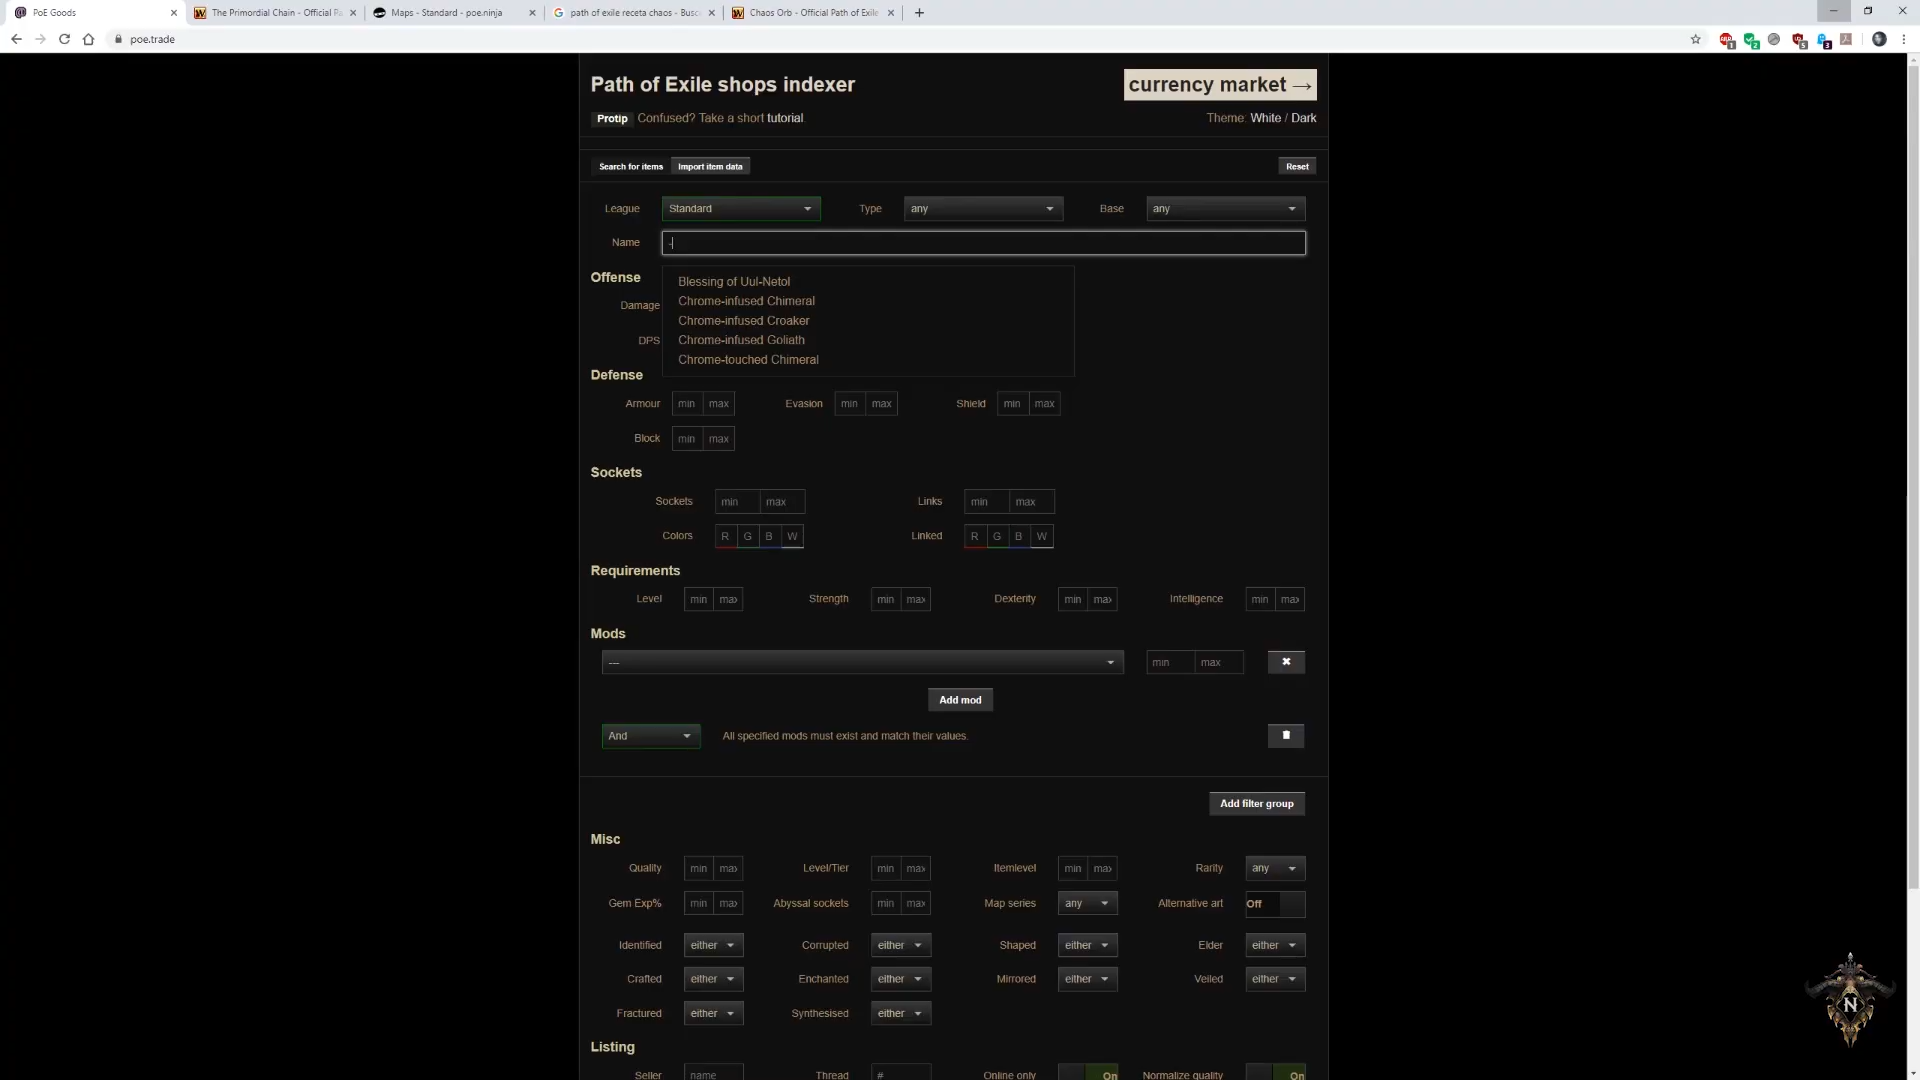 PoE Goods
The Primordial Chain - Official Pa
Maps - Standard - poe.ninja
path of exile receta chaos - Busc
Chaos Orb - Official Path of Exile
poe.trade
Path of Exile shops indexer
currency market →
Protip Confused? Take a short tutorial
Theme: White / Dark
Search for items Import item data Reset
League Standard Type any Base any
Name -
Blessing of Uul-Netol
Chrome-infused Chimeral
Chrome-infused Croaker
Chrome-infused Goliath
Chrome-touched Chimeral
Offense
Damage
DPS
Defense
Armour min max Evasion min max Shield min max
Block min max
Sockets
Sockets min max Links min max
Colors R G B W Linked R G B W
Requirements
Level min max Strength min max Dexterity min max Intelligence min max
Mods
--- min max
Add mod
And All specified mods must exist and match their values.
Add filter group
Misc
Quality min max Level/Tier min max Itemlevel min max Rarity any
Gem Exp% min max Abyssal sockets min max Map series any Alternative art Off
Identified either Corrupted either Shaped either Elder either
Crafted either Enchanted either Mirrored either Veiled either
Fractured either Synthesised either
Listing
Seller name Thread # Online only On Normalize quality On
N